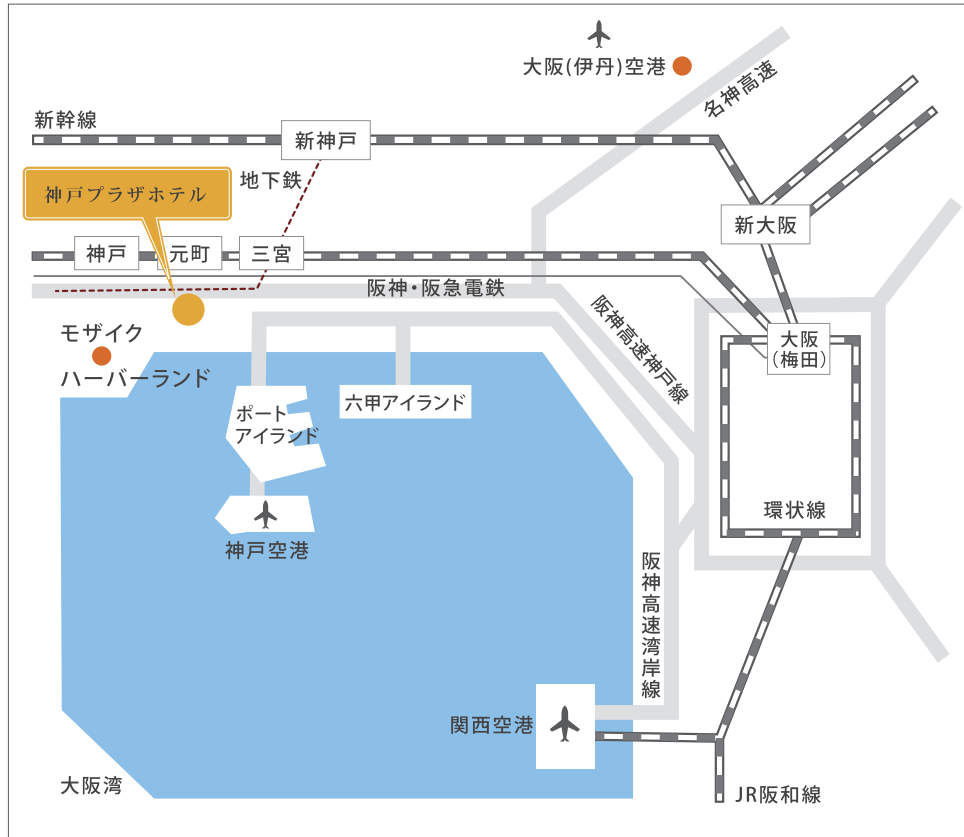 大阪(伊丹)空港
名神高速
新幹線
新神戸
地下鉄
神戸プラザホテル
新大阪
神戸
元町
三宮
阪神・阪急電鉄
阪神高速神戸線
モザイク
ハーバーランド
大阪
(梅田)
六甲アイランド
ポート
アイランド
環状線
神戸空港
阪神高速湾岸線
関西空港
大阪湾
JR阪和線